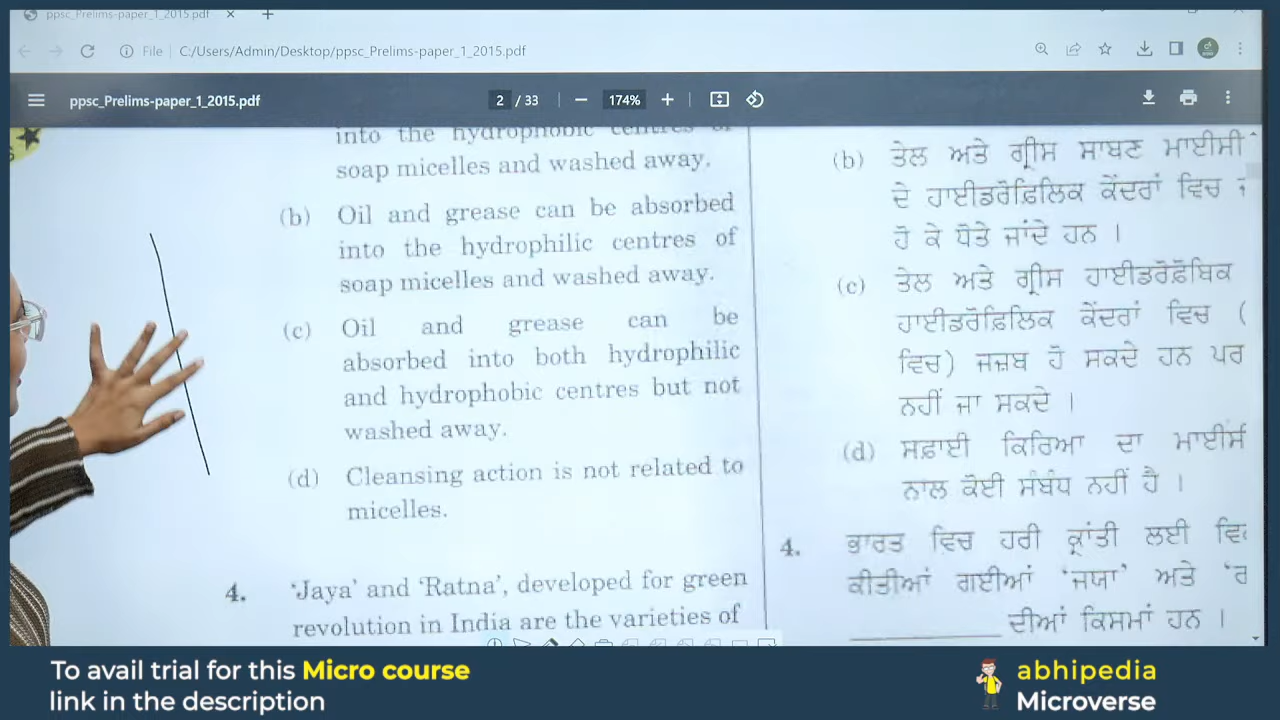 ppsc_Prelims-paper_1_2015.pdf
File
C:/Users/Admin/Desktop/ppsc_Prelims-paper_1_2015.pdf
ppsc_Prelims-paper_1_2015.pdf
2 / 33
174%
into the hydrophobic centres of
soap micelles and washed away.
(b) Oil and grease can be absorbed
into the hydrophilic centres of
soap micelles and washed away.
(c) Oil and grease can be
absorbed into both hydrophilic
and hydrophobic centres but not
washed away.
(d) Cleansing action is not related to
micelles.
4. 'Jaya' and 'Ratna', developed for green
revolution in India are the varieties of
(b) ਤੇਲ ਅਤੇ ਗ੍ਰੀਸ ਸਾਬਣ ਮਾਈਸੀ
ਦੇ ਹਾਈਡਰੋਫ਼ਿਲਿਕ ਕੇਂਦਰਾਂ ਵਿਚ
ਹੋ ਕੇ ਧੋਤੇ ਜਾਂਦੇ ਹਨ ।
(c) ਤੇਲ ਅਤੇ ਗ੍ਰੀਸ ਹਾਈਡਰੋਫ਼ੋਬਿਕ
ਹਾਈਡਰੋਫ਼ਿਲਿਕ ਕੇਂਦਰਾਂ ਵਿਚ (
ਵਿਚ) ਜਜ਼ਬ ਹੋ ਸਕਦੇ ਹਨ ਪਰ
ਨਹੀਂ ਜਾ ਸਕਦੇ ।
(d) ਸਫ਼ਾਈ ਕਿਰਿਆ ਦਾ ਮਾਈਸੈ
ਨਾਲ ਕੋਈ ਸੰਬੰਧ ਨਹੀਂ ਹੈ ।
4. ਭਾਰਤ ਵਿਚ ਹਰੀ ਕ੍ਰਾਂਤੀ ਲਈ
ਕੀਤੀਆਂ ਗਈਆਂ 'ਜਯਾ' ਅਤੇ 'ਰ
__________ ਦੀਆਂ ਕਿਸਮਾਂ ਹਨ ।
To avail trial for this Micro course
link in the description
abhipedia
Microverse